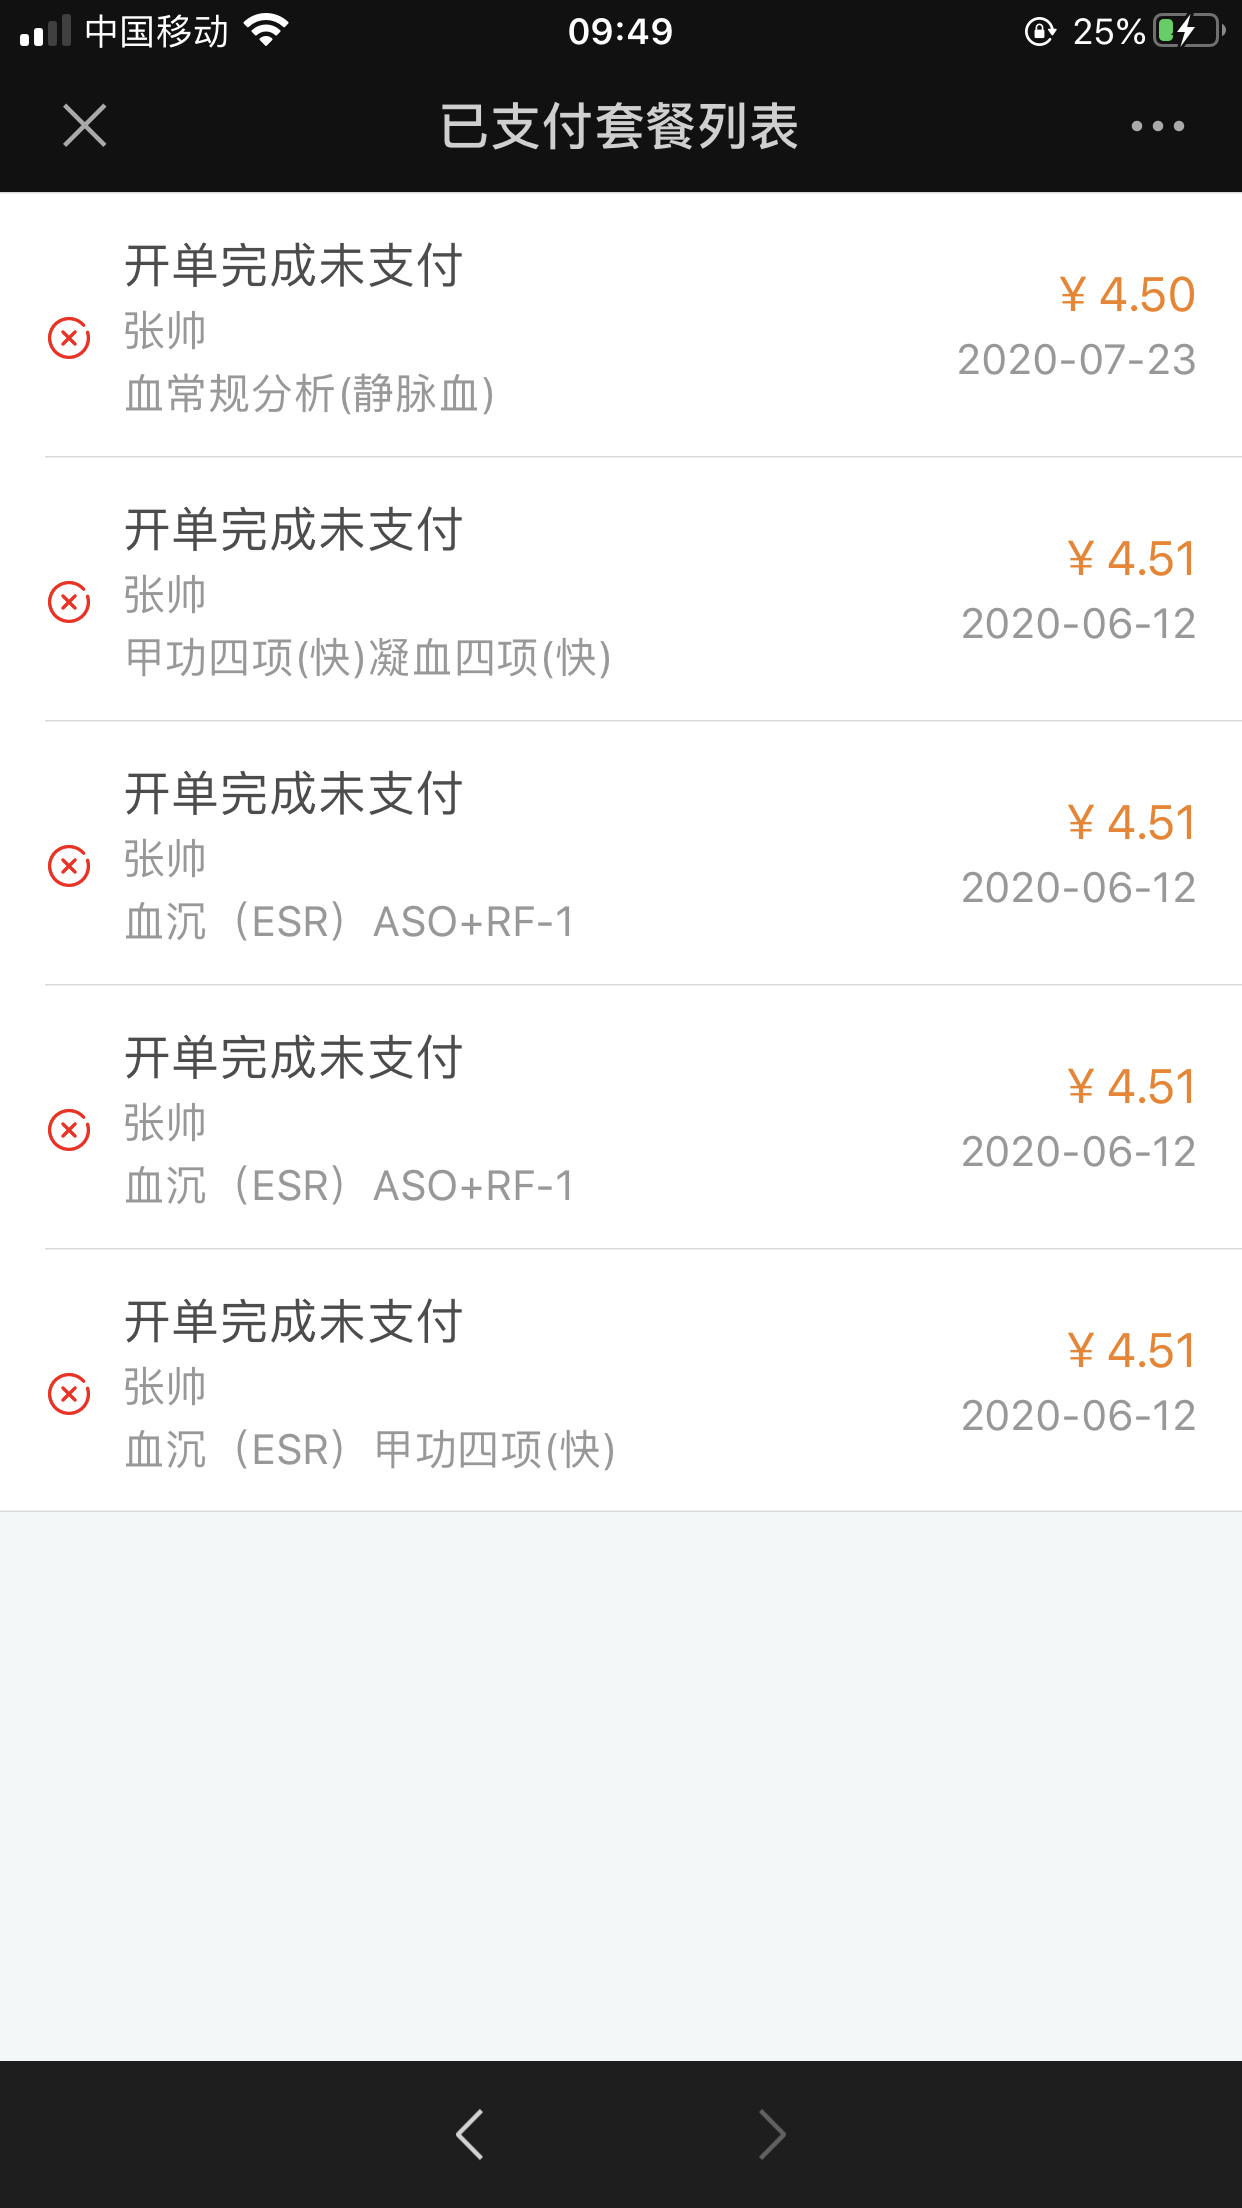 中国移动 09:49 25%
已支付套餐列表
开单完成未支付
¥ 4.50
张帅
2020-07-23
血常规分析(静脉血)
开单完成未支付
¥ 4.51
张帅
2020-06-12
甲功四项(快)凝血四项(快)
开单完成未支付
¥ 4.51
张帅
2020-06-12
血沉（ESR）ASO+RF-1
开单完成未支付
¥ 4.51
张帅
2020-06-12
血沉（ESR）ASO+RF-1
开单完成未支付
¥ 4.51
张帅
2020-06-12
血沉（ESR）甲功四项(快)